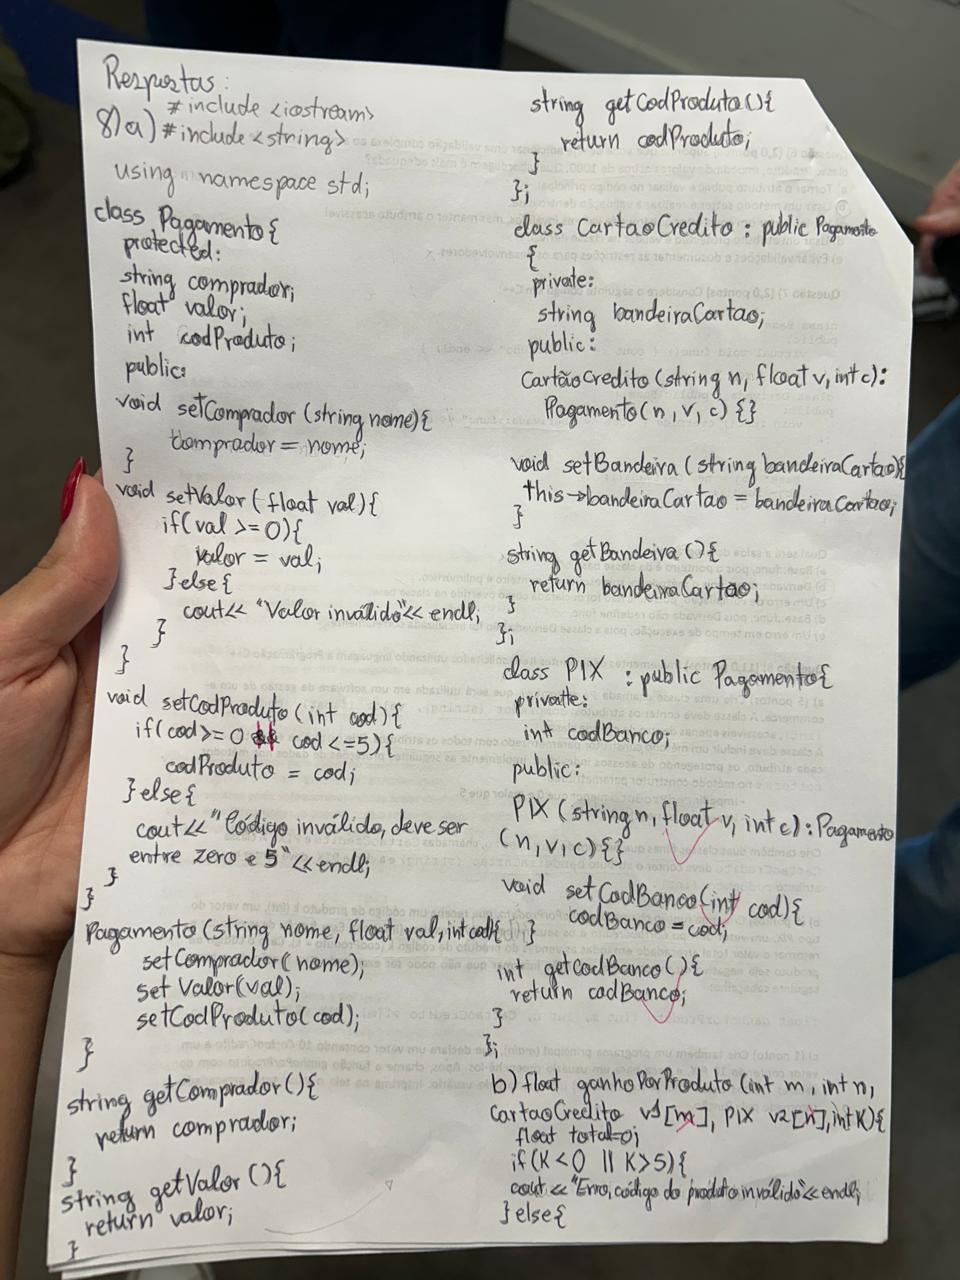 Respostas:
#include <iostream>
8)a) #include <string>
using namespace std;
class Pagamento{
protected:
string comprador;
float valor;
int codProduto;
public:
void setComprador (string nome){
comprador = nome;
}
void setValor (float val){
if(val >= 0){
valor = val;
}else{
cout<< "Valor inválido"<< endl;
}
}
void setCodProduto (int cod){
if(cod>= 0 && cod <=5){
codProduto = cod;
}else{
cout<< "Código inválido, deve ser
entre zero e 5" << endl;
}
}
Pagamento (string nome, float val, int cod){ }
setComprador(nome);
setValor(val);
setCodProduto(cod);
}
string getComprador(){
return comprador;
}
string getValor (){
return valor;
}
string getCodProduto (){
return codProduto;
}
};
class CartaoCredito : public Pagamento
{
private:
string bandeiraCartao;
public:
CartãoCredito (string n, float v, int c):
Pagamento (n, v, c) {}
void setBandeira (string bandeiraCartao){
this->bandeiraCartao = bandeiraCartao;
}
string getBandeira (){
return bandeiraCartao;
}
};
class PIX : public Pagamento{
private:
int codBanco;
public:
PIX (string n, float v, int c): Pagamento
(n, v, c) {}
void setCodBanco (int cod){
codBanco = cod;
int getcodBanco (){
return codBanco;
}
};
b) float ganhoPorProduto (int m, int n,
CartaoCredito v1[m], PIX v2[n], int K){
float total=0;
if (K<0 || K>5){
cout << "Erro, código do produto inválido"<< endl;
}else{